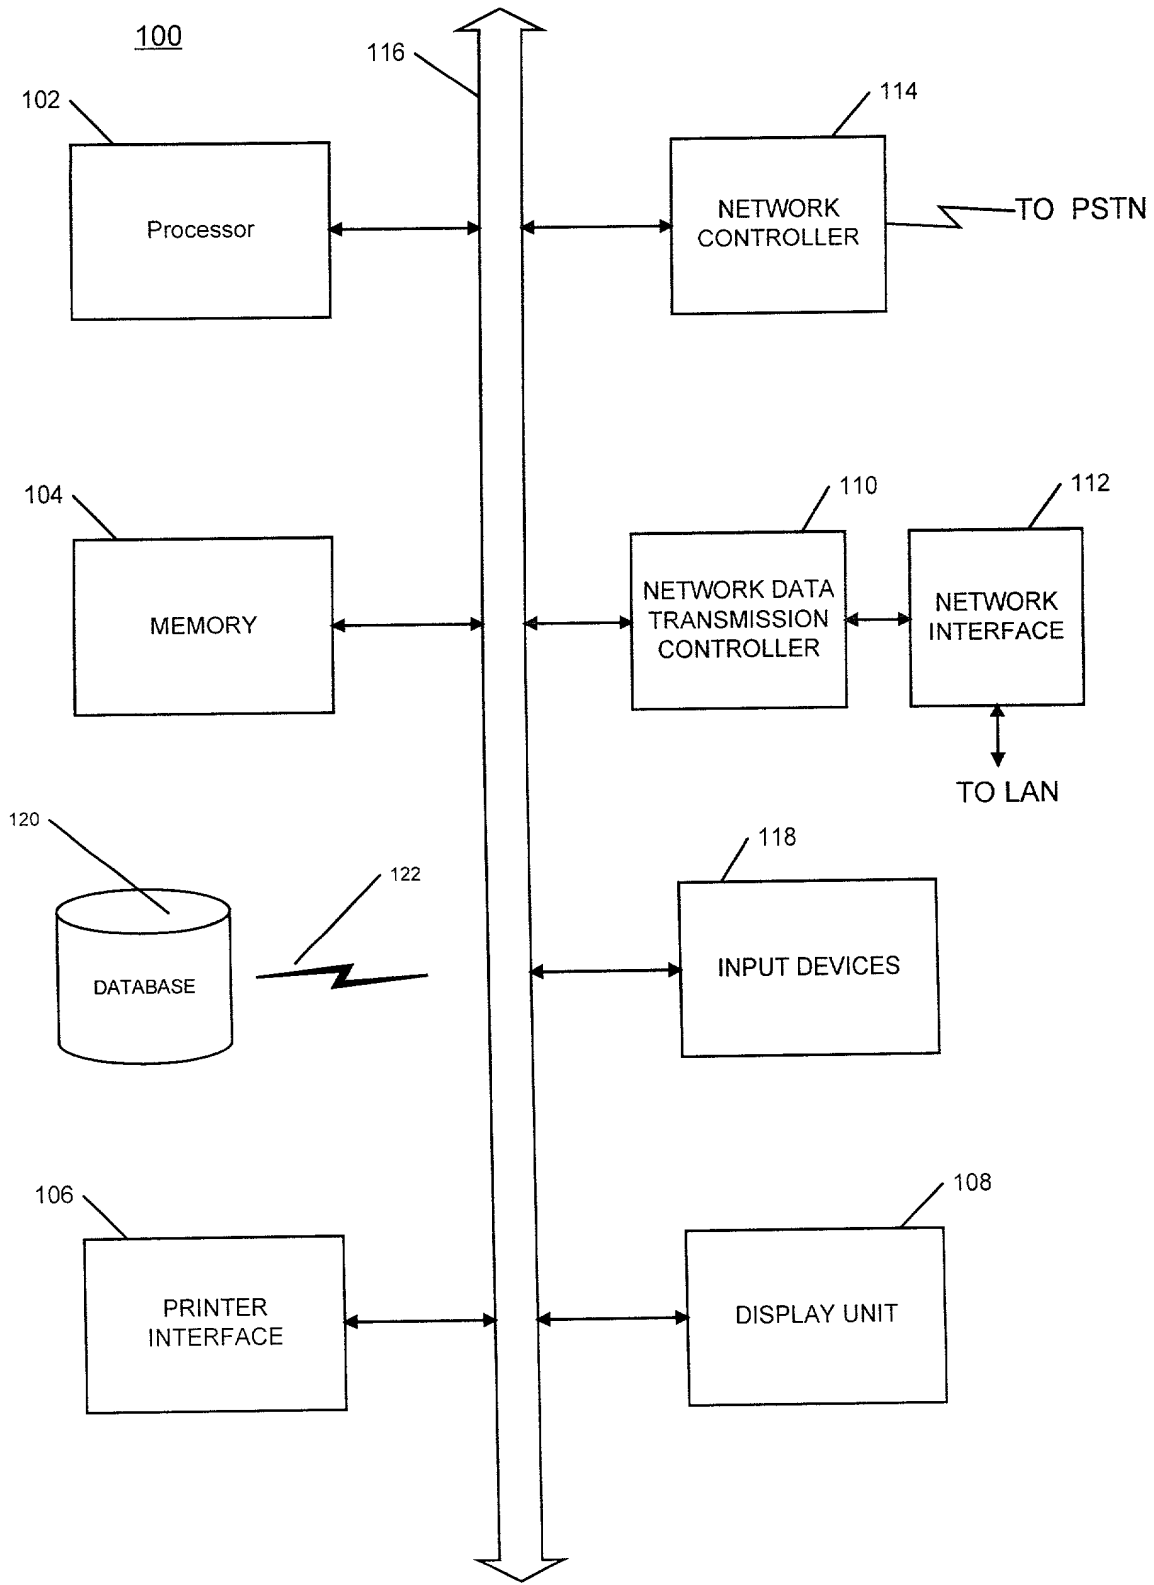 100
116
102
114
Processor
NETWORK
CONTROLLER
TO PSTN
104
110
112
MEMORY
NETWORK DATA
TRANSMISSION
CONTROLLER
NETWORK
INTERFACE
TO LAN
120
122
118
DATABASE
INPUT DEVICES
106
108
PRINTER
INTERFACE
DISPLAY UNIT